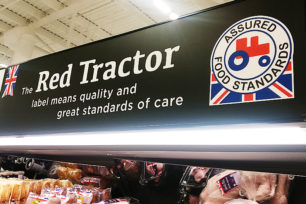 The Red Tractor
label means quality and
great standards of care
ASSURED
FOOD STANDARDS